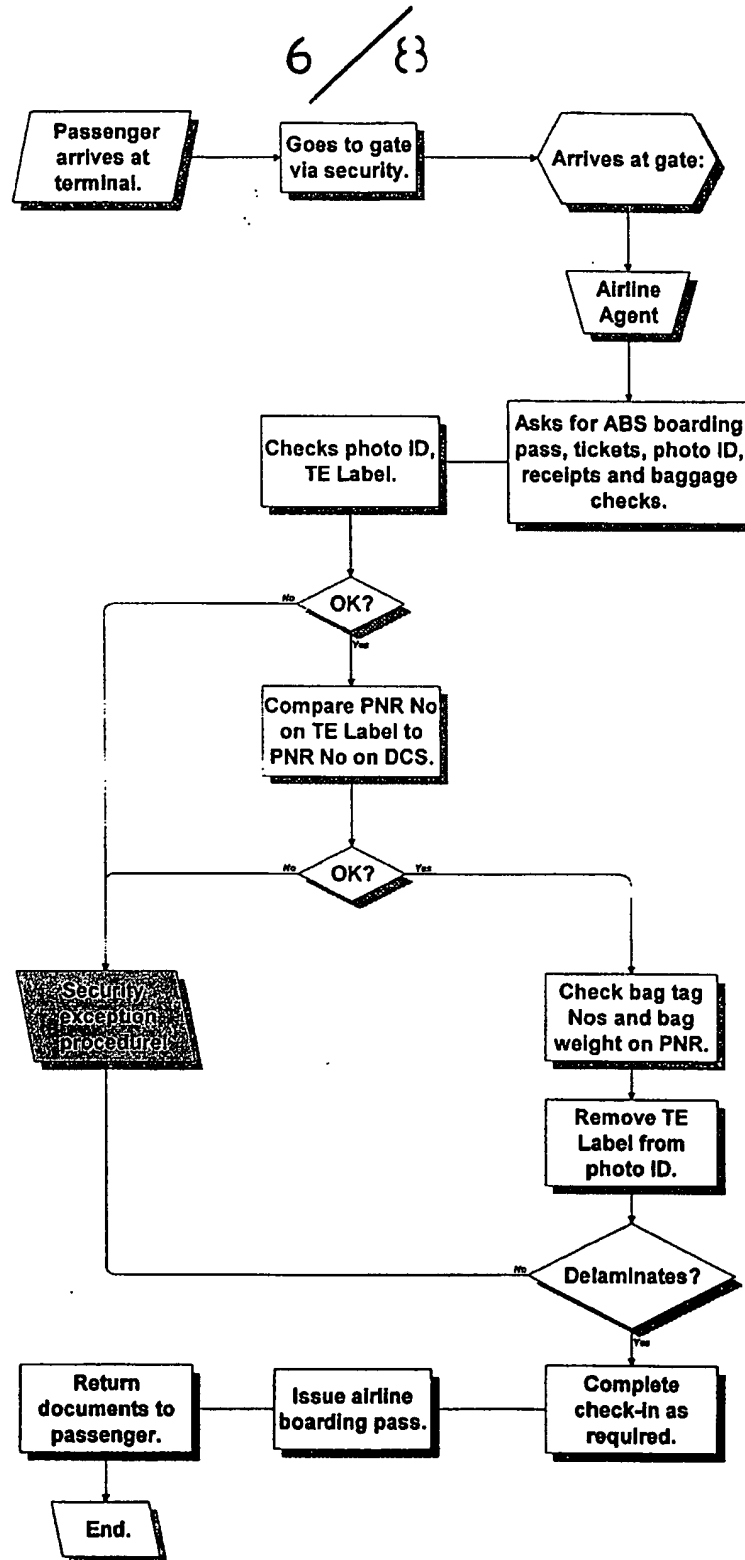 6 / 8
Passenger
arrives at
terminal.
Goes to gate
via security.
Arrives at gate:
Airline
Agent
Asks for ABS boarding
pass, tickets, photo ID,
receipts and baggage
checks.
Checks photo ID,
TE Label.
OK?
No
Yes
Compare PNR No
on TE Label to
PNR No on DCS.
OK?
No
Yes
Security
exception
procedure!
Check bag tag
Nos and bag
weight on PNR.
Remove TE
Label from
photo ID.
Delaminates?
No
Yes
Complete
check-in as
required.
Issue airline
boarding pass.
Return
documents to
passenger.
End.